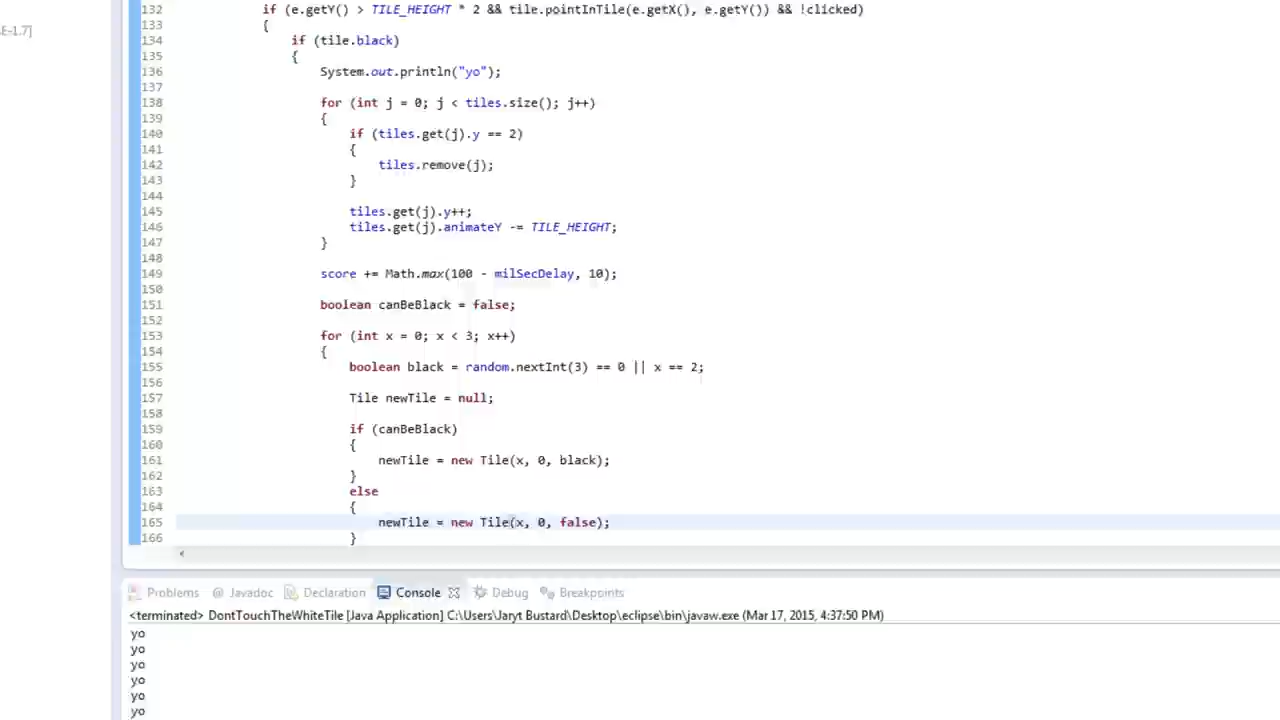 E-1.7]
132 if (e.getY() > TILE_HEIGHT * 2 && tile.pointInTile(e.getX(), e.getY()) && !clicked)
133 {
134 if (tile.black)
135 {
136 System.out.println("yo");
137
138 for (int j = 0; j < tiles.size(); j++)
139 {
140 if (tiles.get(j).y == 2)
141 {
142 tiles.remove(j);
143 }
144
145 tiles.get(j).y++;
146 tiles.get(j).animateY -= TILE_HEIGHT;
147 }
148
149 score += Math.max(100 - milSecDelay, 10);
150
151 boolean canBeBlack = false;
152
153 for (int x = 0; x < 3; x++)
154 {
155 boolean black = random.nextInt(3) == 0 || x == 2;
156
157 Tile newTile = null;
158
159 if (canBeBlack)
160 {
161 newTile = new Tile(x, 0, black);
162 }
163 else
164 {
165 newTile = new Tile(x, 0, false);
166 }
Problems @ Javadoc Declaration Console Debug Breakpoints
<terminated> DontTouchTheWhiteTile [Java Application] C:\Users\Jaryt Bustard\Desktop\eclipse\bin\javaw.exe (Mar 17, 2015, 4:37:50 PM)
yo
yo
yo
yo
yo
yo